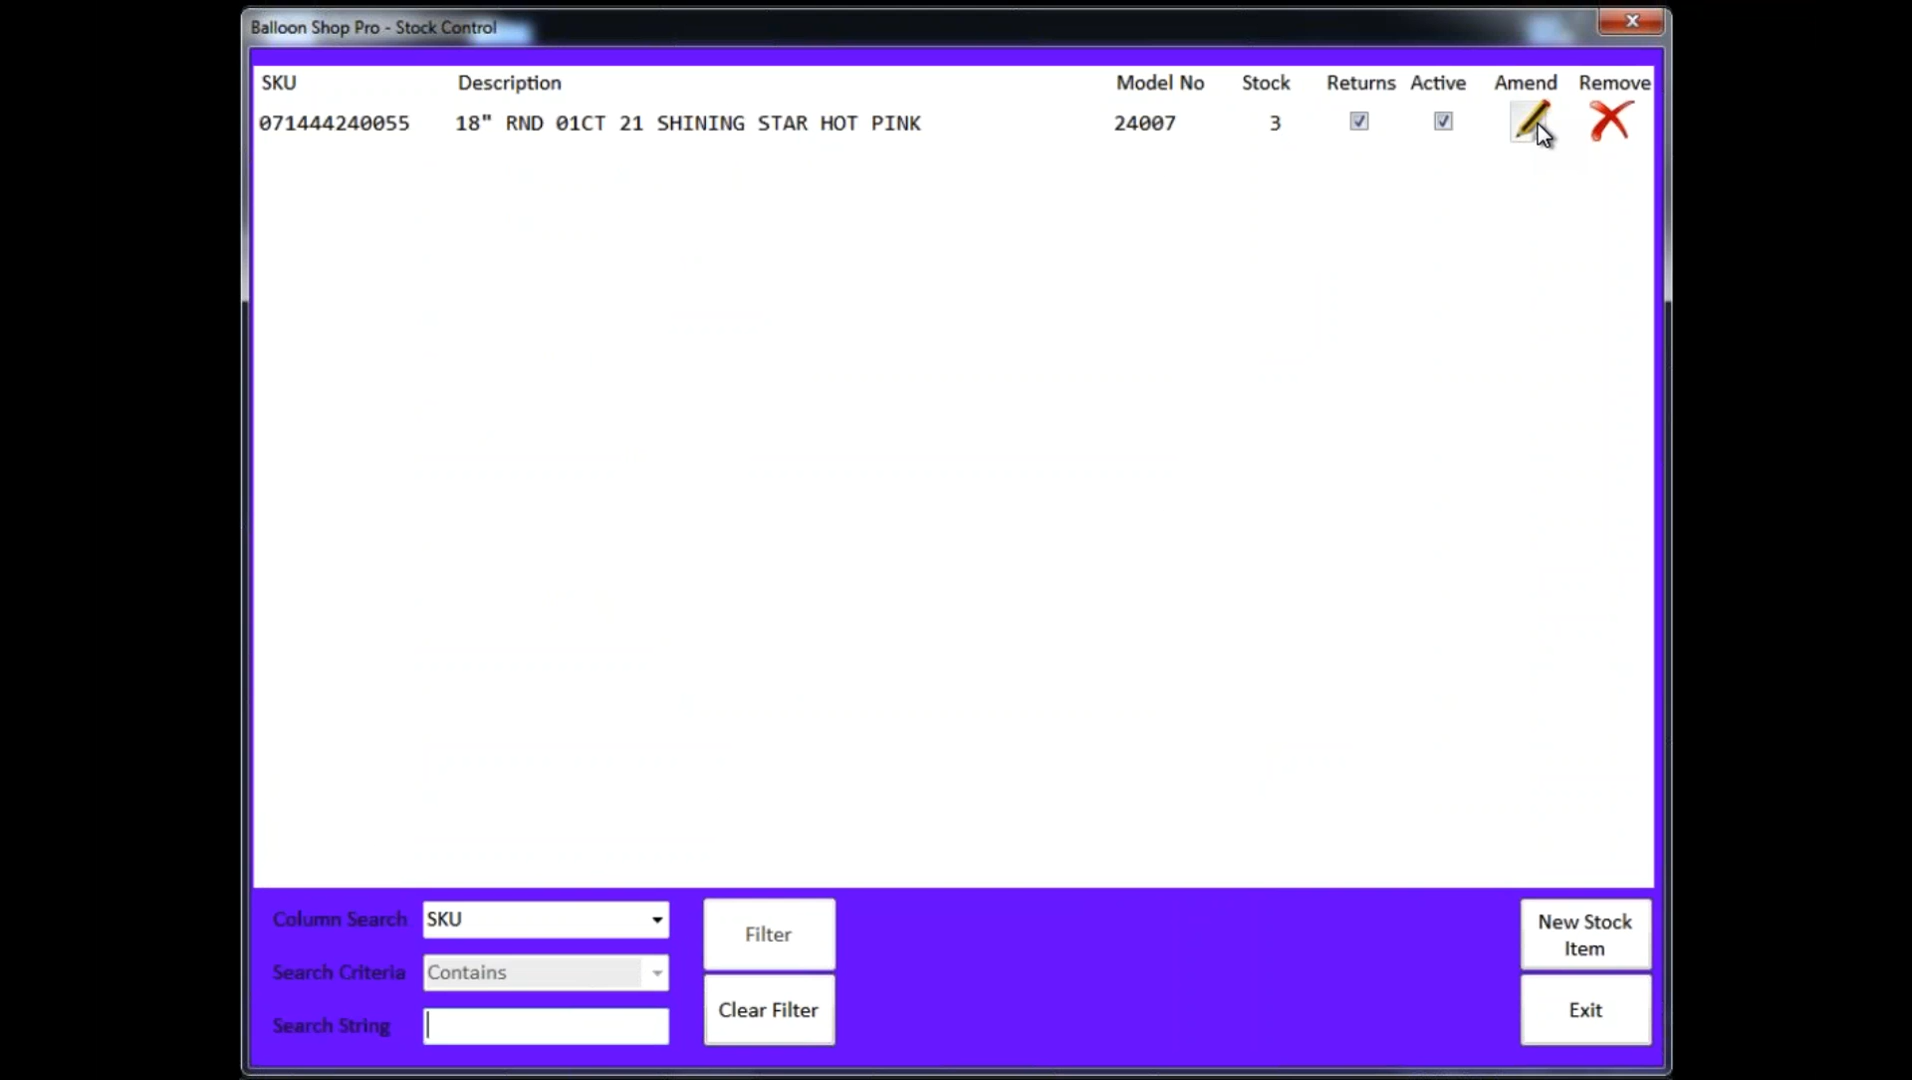 Balloon Shop Pro - Stock Control
SKU Description Model No Stock Returns Active Amend Remove
071444240055 18" RND 01CT 21 SHINING STAR HOT PINK 24007 3
Column Search SKU
Filter
New Stock Item
Search Criteria Contains
Clear Filter
Exit
Search String